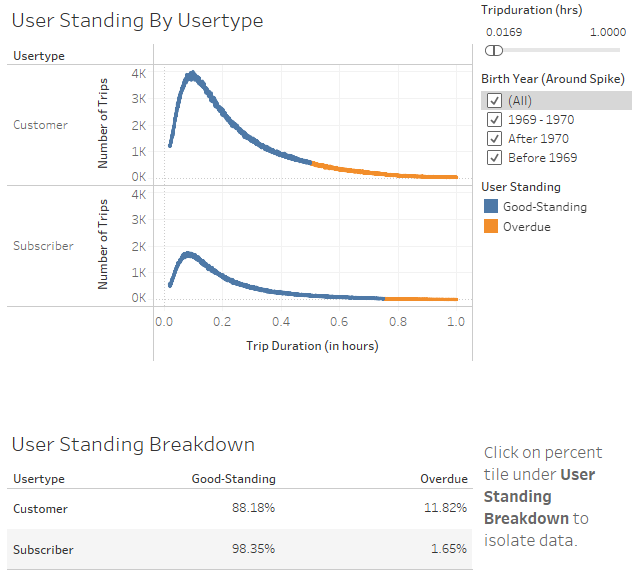 User Standing By Usertype
Usertype
Customer
Number of Trips
4K
3K
2K
1K
0K
Subscriber
Number of Trips
4K
3K
2K
1K
0K
0.0 0.2 0.4 0.6 0.8 1.0
Trip Duration (in hours)
Tripduration (hrs)
0.0169 1.0000
Birth Year (Around Spike)
(All)
1969 - 1970
After 1970
Before 1969
User Standing
Good-Standing
Overdue
User Standing Breakdown
Usertype Good-Standing Overdue
Customer 88.18% 11.82%
Subscriber 98.35% 1.65%
Click on percent
tile under User
Standing
Breakdown to
isolate data.